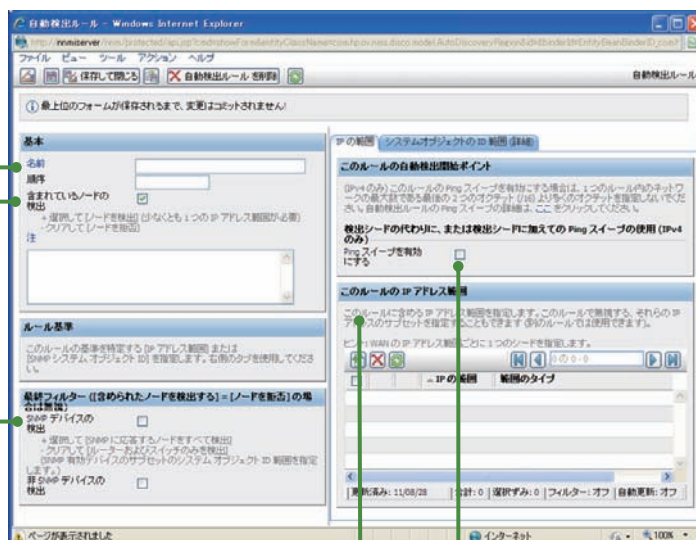 自動検出ルール - Windows Internet Explorer
ファイル ビュー ツール アクション ヘルプ
保存して閉じる 自動検出ルール を削除
自動検出ルール
最上位のフォームが保存されるまで、変更はコミットされません!
基本
名前
順序
含まれているノードの
検出
+ 選択して [ノードを検出] (少なくとも 1 つの IP アドレス範囲が必要)
- クリアして [ノードを拒否]
注
ルール基準
このルールの基準を特定する [IP アドレス範囲] または
[SNMP システム オブジェクト ID] を指定します。右側のタブを使用してくださ
い。
最終フィルター ([含められたノードを検出する] = [ノードを拒否] の場
合は無視)
SNMP デバイスの
検出
+ 選択して [SNMP に応答するノードをすべて検出]
- クリアして [ルーターおよびスイッチのみを検出]
(SNMP 有効デバイスのサブセットのシステム オブジェクト ID 範囲を指定
します。)
非 SNMP デバイスの
検出
IP の範囲 システムオブジェクトの ID 範囲 (詳細)
このルールの自動検出開始ポイント
(IPv4 のみ) このルールの Ping スイープを有効にする場合は、1 つのルール内のネットワ
ークの最大数である最後の 2 つのオクテット (/16) より多くのオクテットを指定しないでくだ
さい。自動検出ルールの Ping スイープの詳細は、ここ をクリックしてください。
検出シードの代わりに、または検出シードに加えての Ping スイープの使用 (IPv4
のみ)
Ping スイープを有効
にする
このルールの IP アドレス範囲
このルールに含める IP アドレス範囲を指定します。このルールで無視する、それらの IP
アドレスのサブセットを指定することもできます (別のルールでは使用できます)。
ヒント: WAN の IP アドレス範囲ごとに 1 つのシードを指定します。
0 の 0 - 0
IP の範囲 範囲のタイプ
更新済み: 11/08/28 合計: 0 選択ずみ: 0 フィルター: オフ 自動更新: オフ
ページが表示されました
インターネット
100%